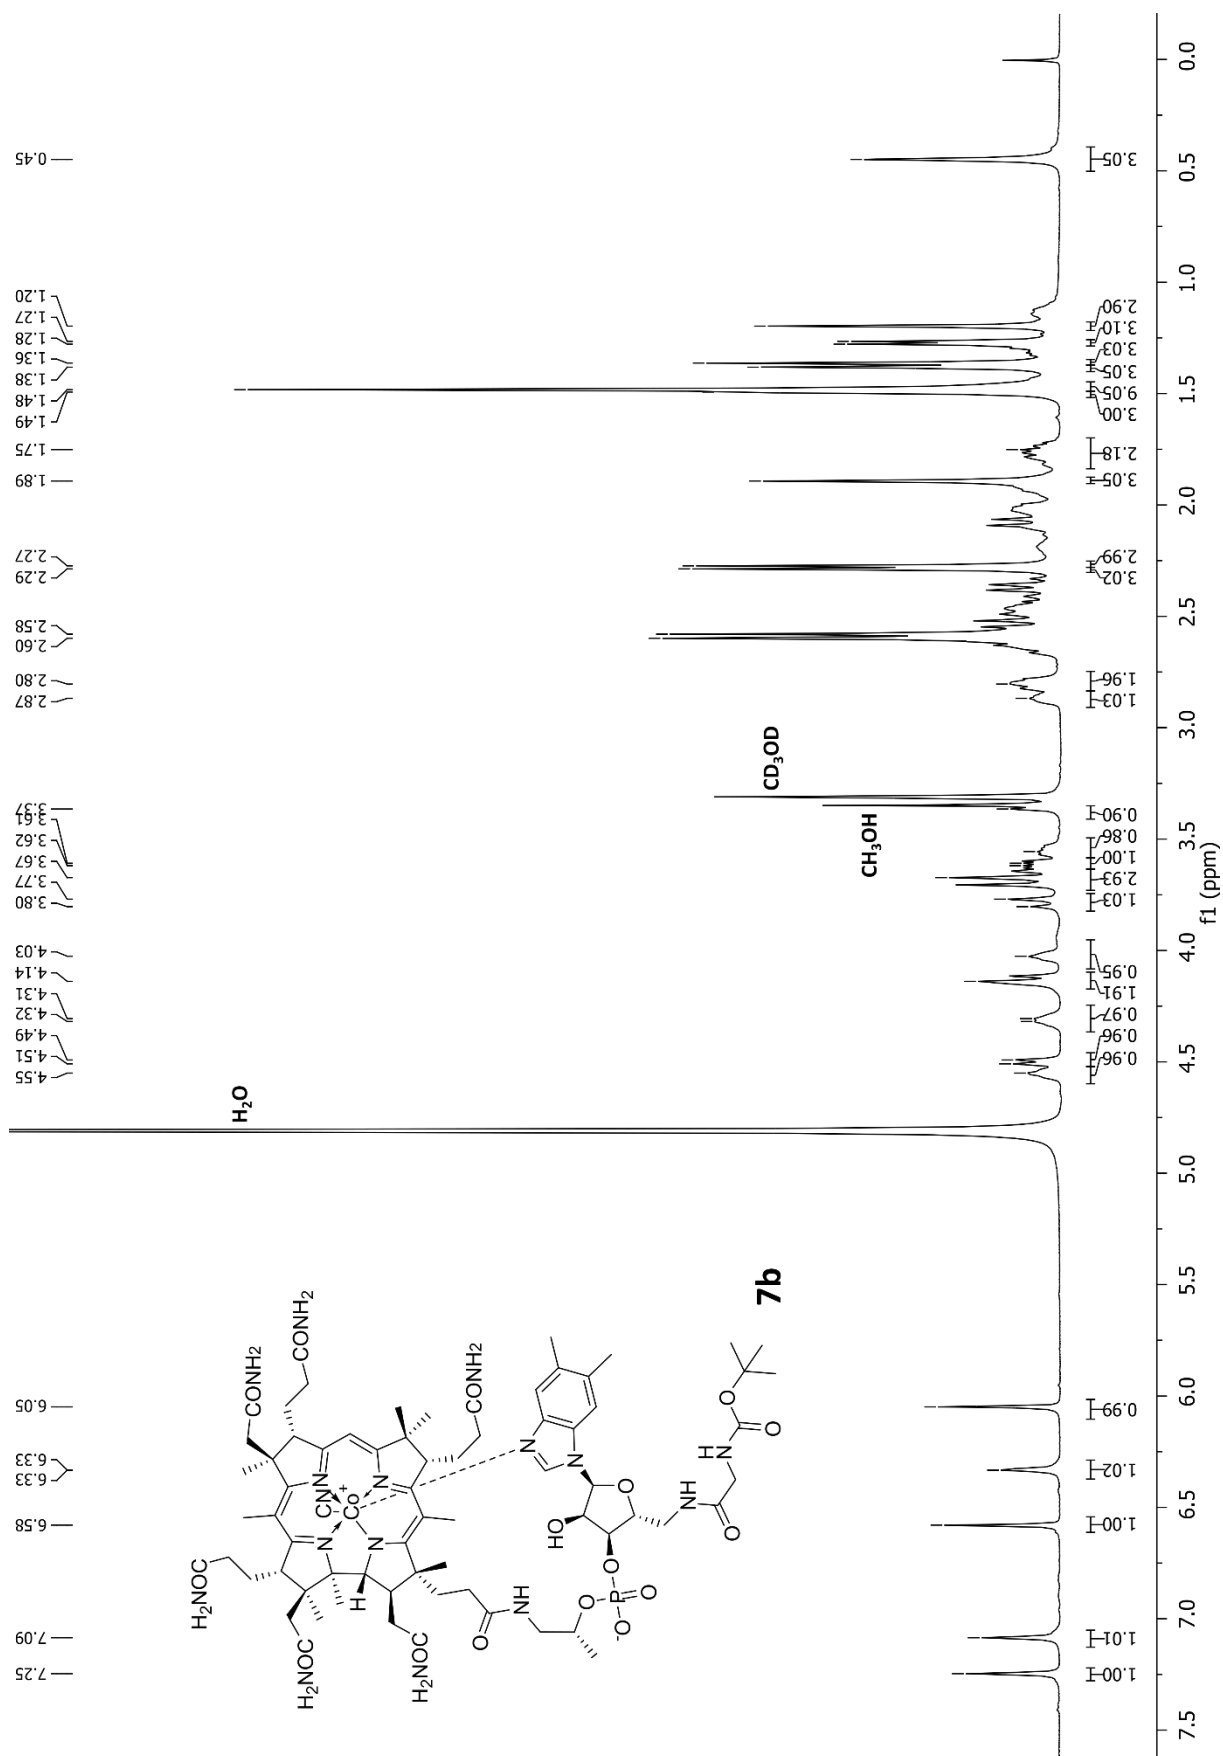 7.25
7.09
6.58
6.33
6.33
6.05
4.55
4.51
4.49
4.32
4.31
4.14
4.03
3.80
3.77
3.67
3.62
3.61
3.37
2.87
2.80
2.60
2.58
2.29
2.27
1.89
1.75
1.49
1.48
1.38
1.36
1.28
1.27
1.20
0.45
H₂O
CH₃OH
CD₃OD
H₂NOC
CONH2
CONH₂
H₂NOC
H₂NOC
CONH2
CN
Co
+
N
N
N
N
H
O
NH
O
P
O
O
O-
HO
O
N
N
NH
O
H
N
O
O
7b
1.00
1.01
1.00
1.02
0.99
0.96
0.96
0.97
1.91
0.95
1.03
2.93
1.00
0.86
0.90
1.03
1.96
3.02
2.99
3.05
2.18
3.00
9.05
3.05
3.03
3.10
2.90
3.05
7.5 7.0 6.5 6.0 5.5 5.0 4.5 4.0 3.5 3.0 2.5 2.0 1.5 1.0 0.5 0.0
f1 (ppm)